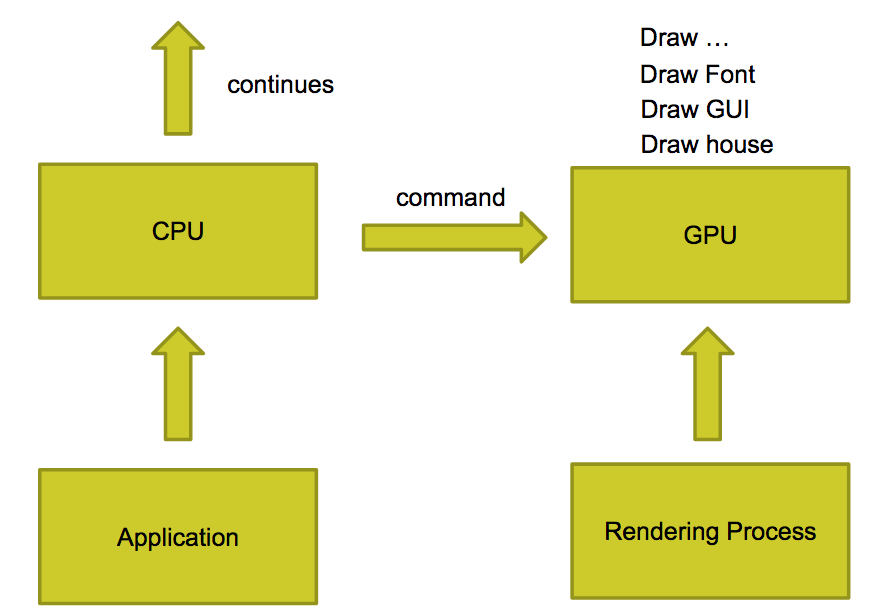 continues
Draw …
Draw Font
Draw GUI
Draw house
CPU
command
GPU
Application
Rendering Process